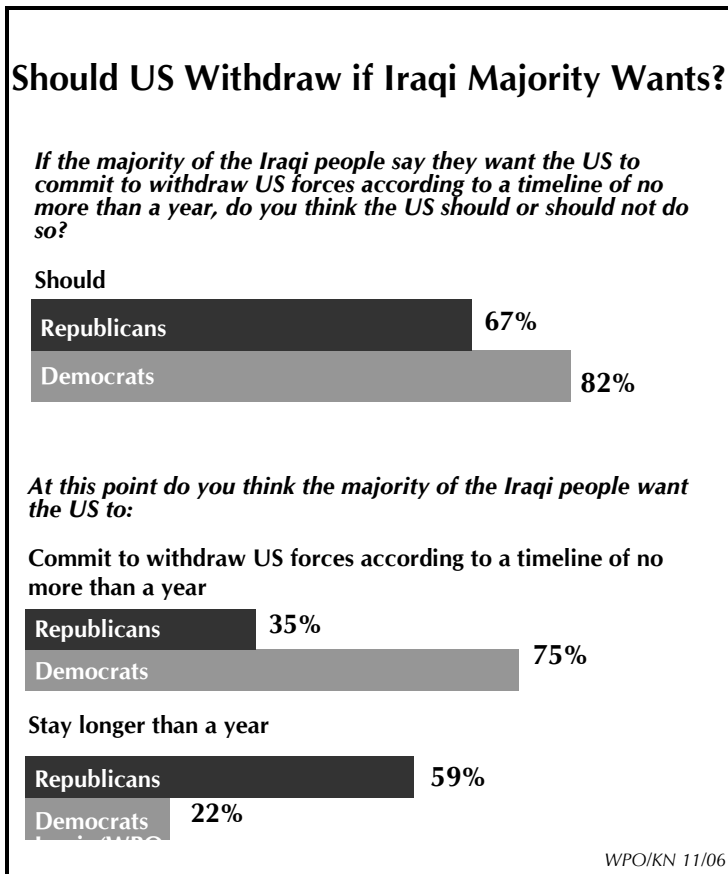 Should US Withdraw if Iraqi Majority Wants?
If the majority of the Iraqi people say they want the US to
commit to withdraw US forces according to a timeline of no
more than a year, do you think the US should or should not do
so?
Should
Republicans 67%
Democrats 82%
At this point do you think the majority of the Iraqi people want
the US to:
Commit to withdraw US forces according to a timeline of no
more than a year
Republicans 35%
Democrats 75%
Stay longer than a year
Republicans 59%
Democrats 22%
WPO/KN 11/06